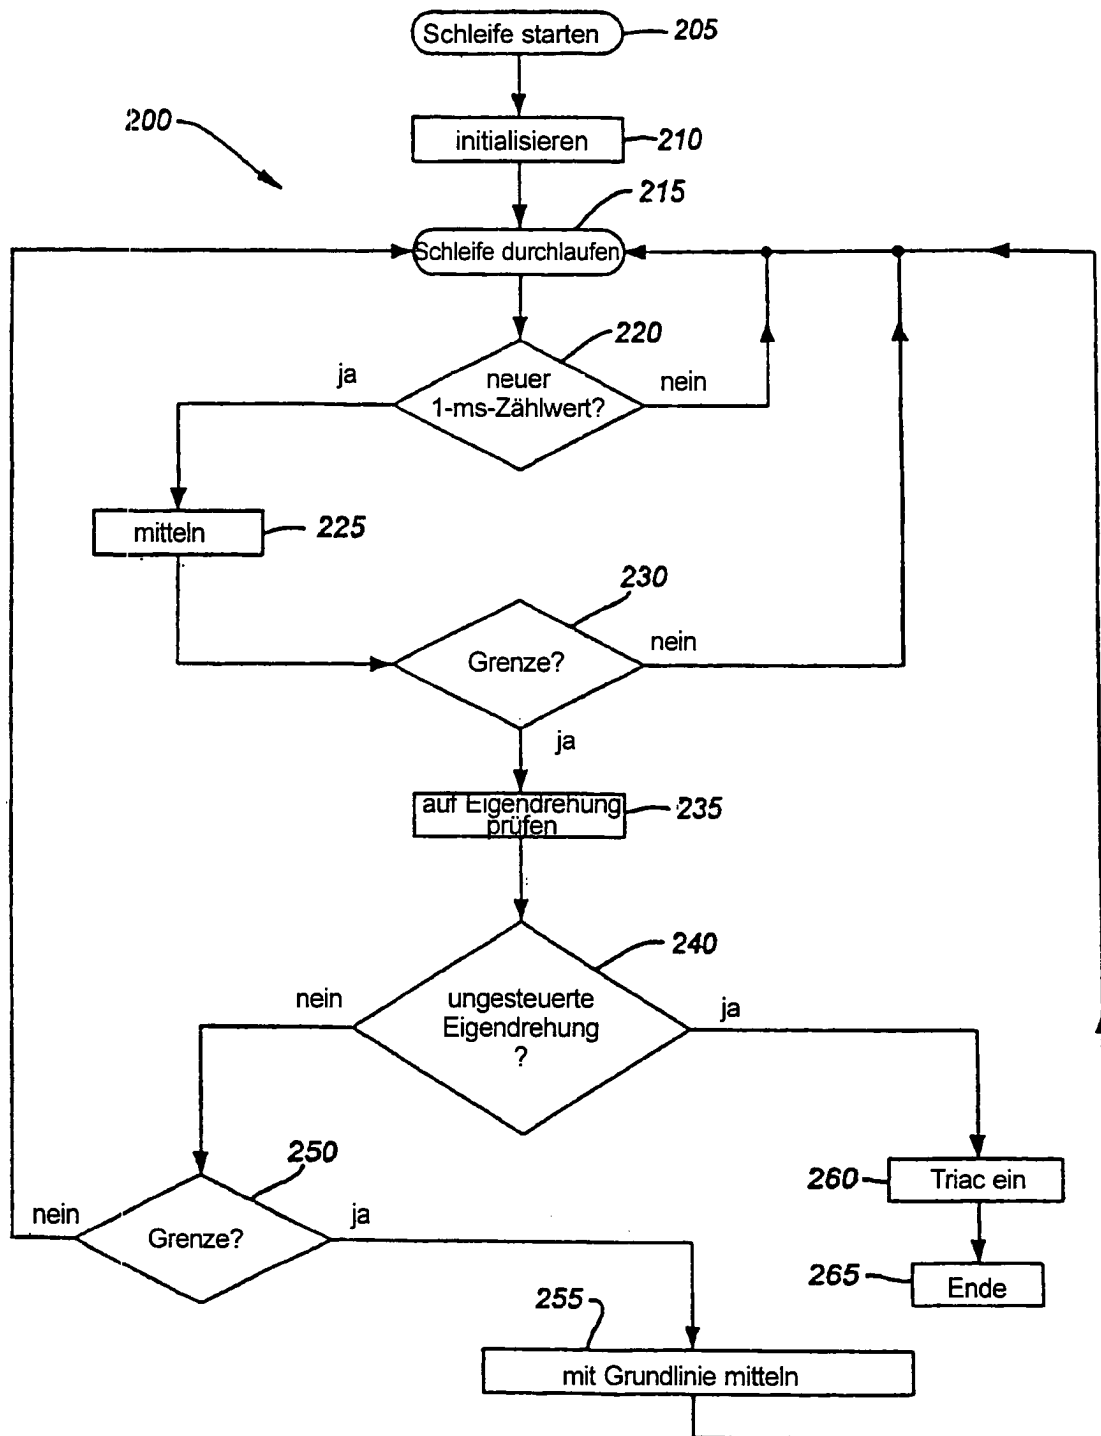 Schleife starten
205
200
initialisieren
210
215
Schleife durchlaufen
220
ja
neuer
1-ms-Zählwert?
nein
mitteln
225
230
Grenze?
nein
ja
auf Eigendrehung
prüfen
235
240
nein
ungesteuerte
Eigendrehung
?
ja
250
nein
Grenze?
ja
260
Triac ein
265
Ende
255
mit Grundlinie mitteln